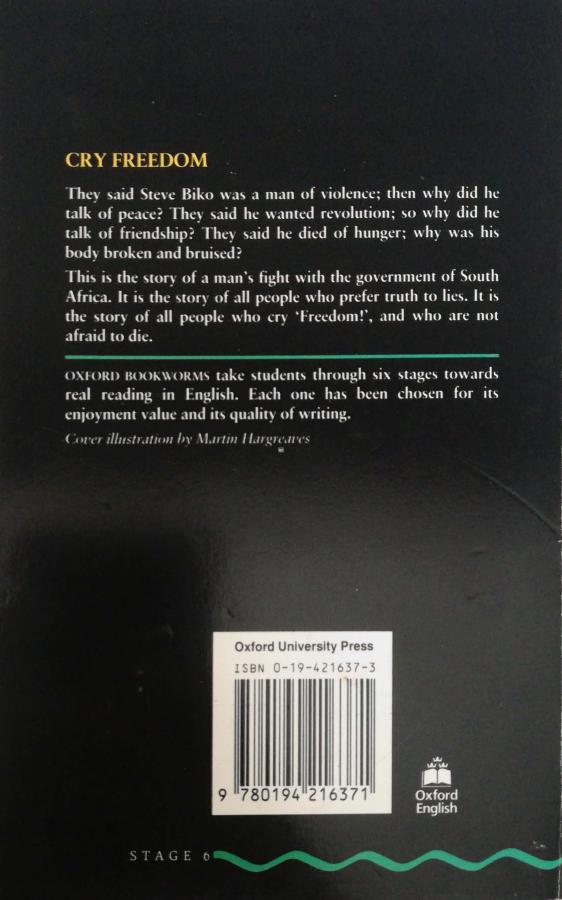 CRY FREEDOM
They said Steve Biko was a man of violence; then why did he
talk of peace? They said he wanted revolution; so why did he
talk of friendship? They said he died of hunger; why was his
body broken and bruised?
This is the story of a man's fight with the government of South
Africa. It is the story of all people who prefer truth to lies. It is
the story of all people who cry 'Freedom!', and who are not
afraid to die.
OXFORD BOOKWORMS take students through six stages towards
real reading in English. Each one has been chosen for its
enjoyment value and its quality of writing.
Cover illustration by Martin Hargreaves
Oxford University Press
ISBN 0-19-421637-3
9 780194 216371
Oxford
English
STAGE 6